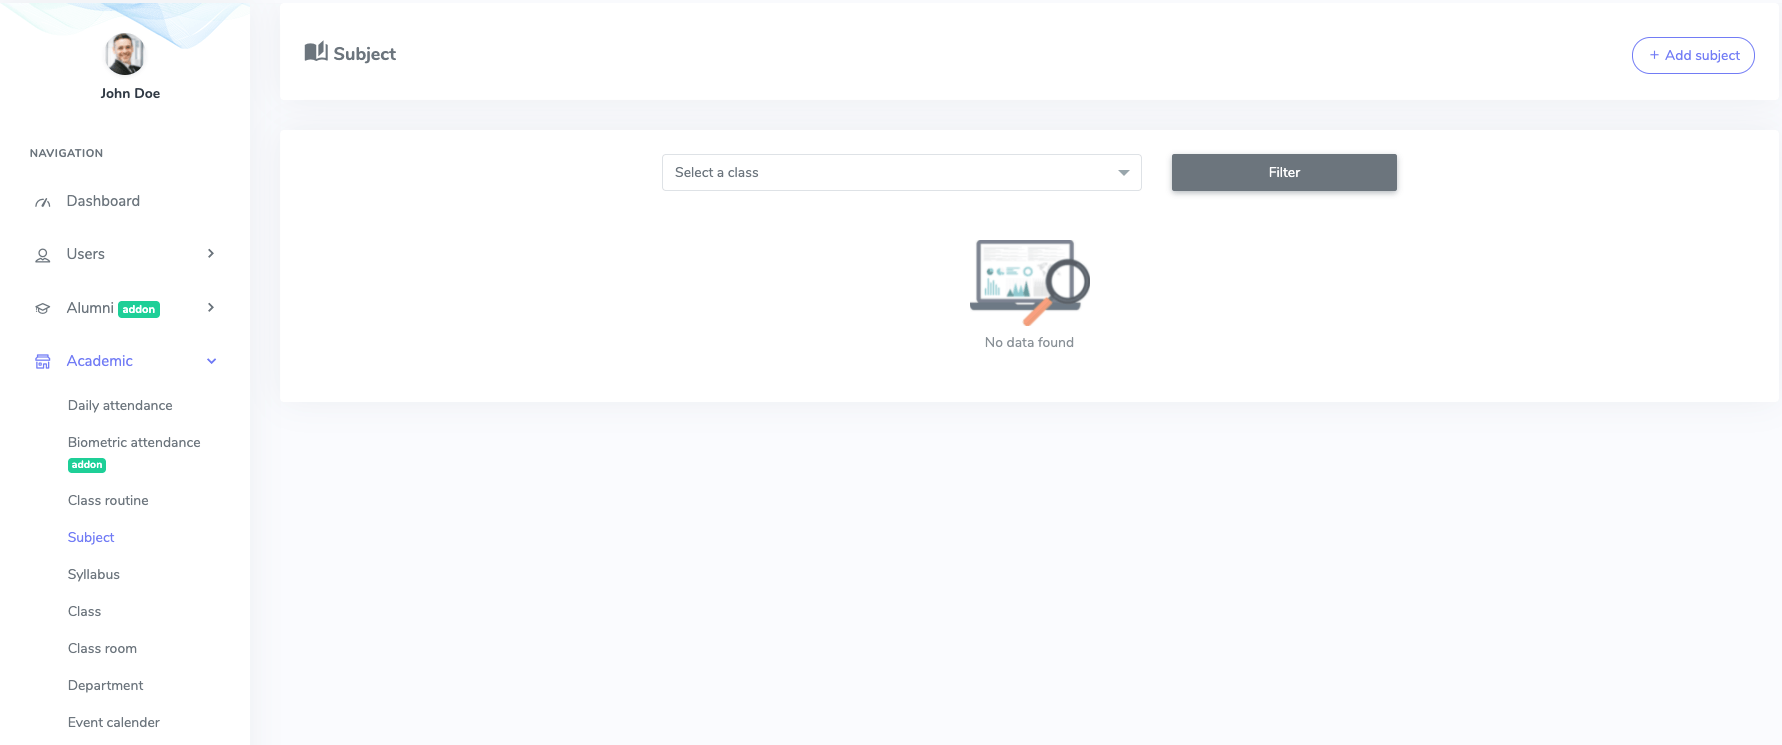 John Doe
NAVIGATION
Dashboard
Users
Alumni addon
Academic
Daily attendance
Biometric attendance
addon
Class routine
Subject
Syllabus
Class
Class room
Department
Event calender
Subject
+ Add subject
Select a class
Filter
No data found